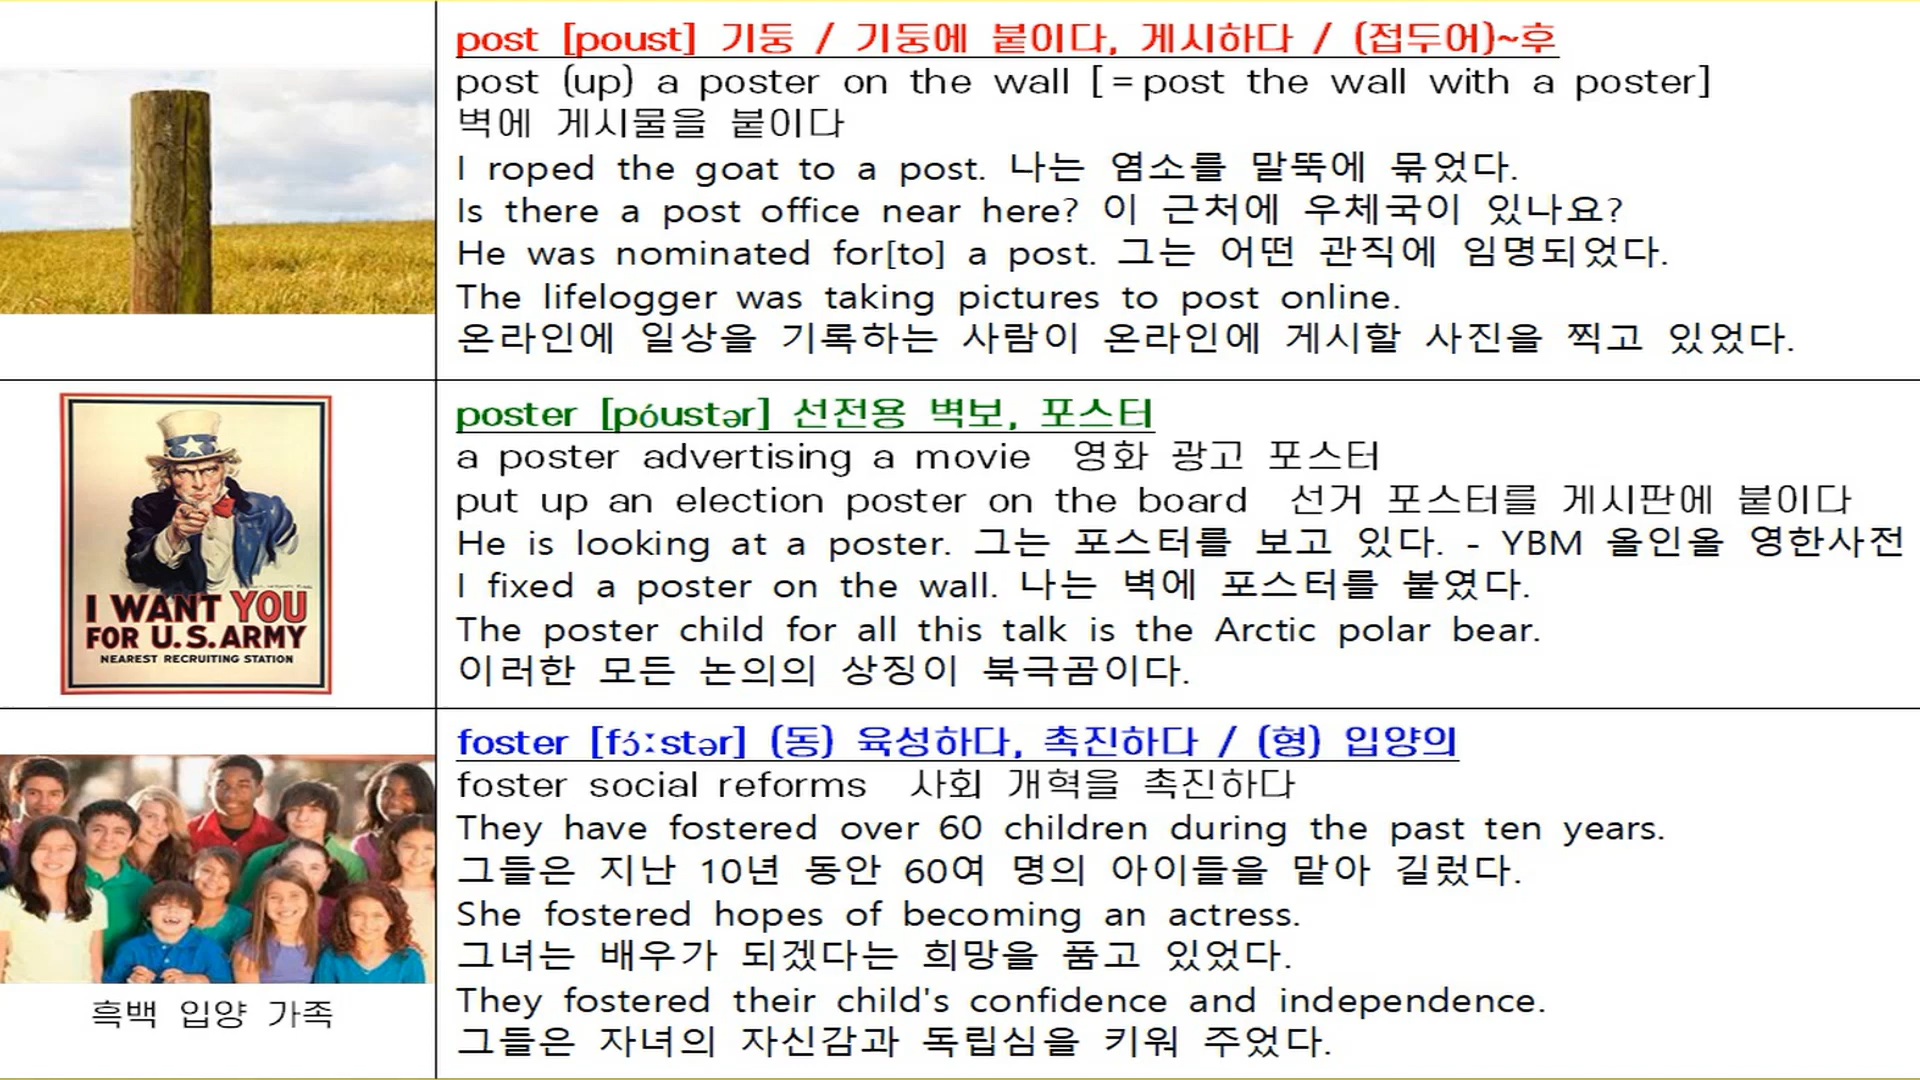 post [poust] 기둥 / 기둥에 붙이다, 게시하다 / (접두어)~후
post (up) a poster on the wall [=post the wall with a poster]
벽에 게시물을 붙이다
I roped the goat to a post. 나는 염소를 말뚝에 묶었다.
Is there a post office near here? 이 근처에 우체국이 있나요?
He was nominated for[to] a post. 그는 어떤 관직에 임명되었다.
The lifelogger was taking pictures to post online.
온라인에 일상을 기록하는 사람이 온라인에 게시할 사진을 찍고 있었다.
I WANT YOU
FOR U.S. ARMY
NEAREST RECRUITING STATION
poster [póustər] 선전용 벽보, 포스터
a poster advertising a movie 영화 광고 포스터
put up an election poster on the board 선거 포스터를 게시판에 붙이다
He is looking at a poster. 그는 포스터를 보고 있다. - YBM 올인올 영한사전
I fixed a poster on the wall. 나는 벽에 포스터를 붙였다.
The poster child for all this talk is the Arctic polar bear.
이러한 모든 논의의 상징이 북극곰이다.
흑백 입양 가족
foster [fɔ́ːstər] (동) 육성하다, 촉진하다 / (형) 입양의
foster social reforms 사회 개혁을 촉진하다
They have fostered over 60 children during the past ten years.
그들은 지난 10년 동안 60여 명의 아이들을 맡아 길렀다.
She fostered hopes of becoming an actress.
그녀는 배우가 되겠다는 희망을 품고 있었다.
They fostered their child's confidence and independence.
그들은 자녀의 자신감과 독립심을 키워 주었다.